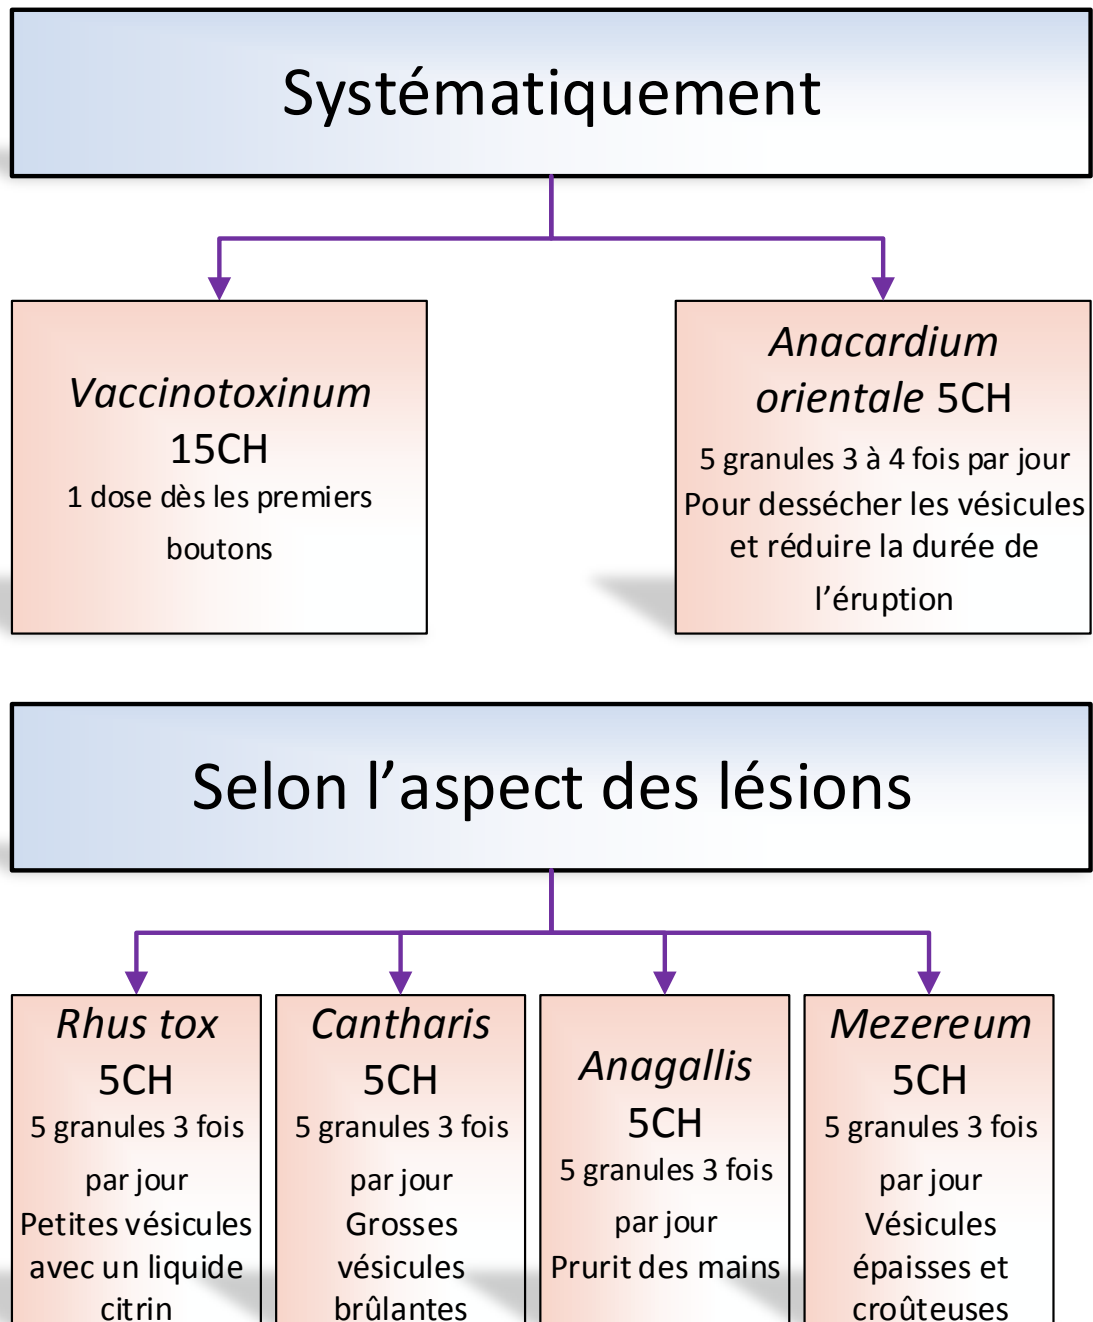 Systématiquement
Vaccinotoxinum
15CH
1 dose dès les premiers
boutons
Anacardium
orientale 5CH
5 granules 3 à 4 fois par jour
Pour dessécher les vésicules
et réduire la durée de
l’éruption
Selon l’aspect des lésions
Rhus tox
5CH
5 granules 3 fois
par jour
Petites vésicules
avec un liquide
citrin
Cantharis
5CH
5 granules 3 fois
par jour
Grosses
vésicules
brûlantes
Anagallis
5CH
5 granules 3 fois
par jour
Prurit des mains
Mezereum
5CH
5 granules 3 fois
par jour
Vésicules
épaisses et
croûteuses